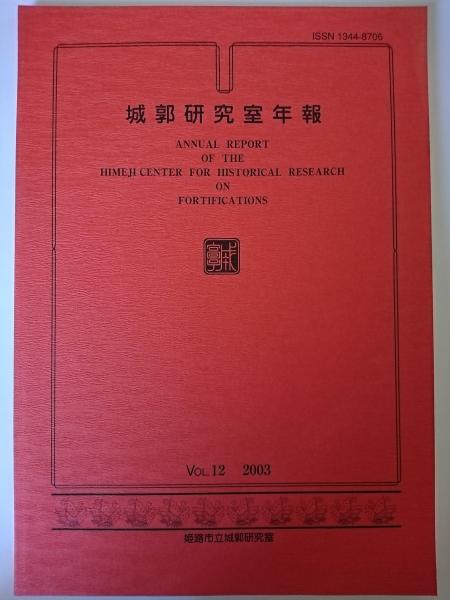 ISSN 1344-8706
城郭研究室年報
ANNUAL REPORT
OF THE
HIMEJI CENTER FOR HISTORICAL RESEARCH
ON
FORTIFICATIONS
VOL.12 2003
姫路市立城郭研究室